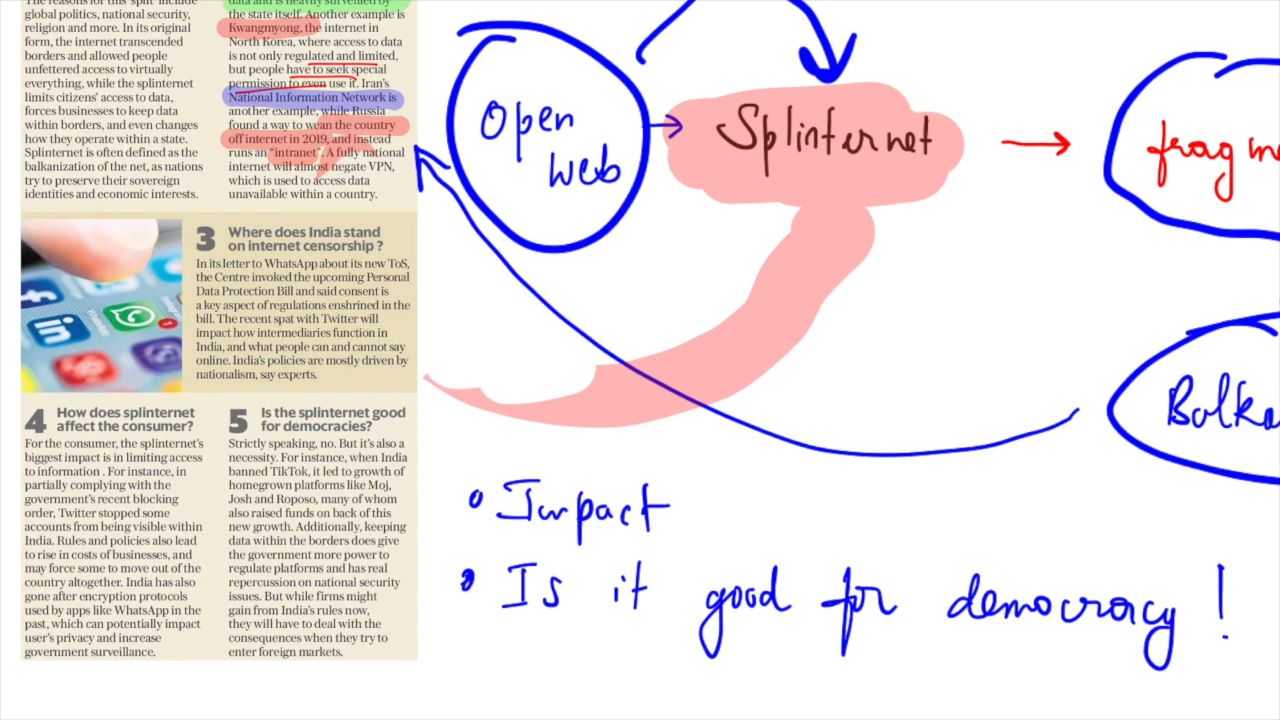 The reasons for this 'split' include
global politics, national security,
religion and more. In its original
form, the internet transcended
borders and allowed people
unfettered access to virtually
everything, while the splinternet
limits citizens' access to data,
forces businesses to keep data
within borders, and even changes
how they operate within a state.
Splinternet is often defined as the
balkanization of the net, as nations
try to preserve their sovereign
identities and economic interests.
data and is heavily surveilled by
the state itself. Another example is
Kwangmyong, the internet in
North Korea, where access to data
is not only regulated and limited,
but people have to seek special
permission to even use it. Iran's
National Information Network is
another example, while Russia
found a way to wean the country
off internet in 2019, and instead
runs an "intranet". A fully national
internet will almost negate VPN,
which is used to access data
unavailable within a country.
3 Where does India stand
on internet censorship ?
In its letter to WhatsApp about its new ToS,
the Centre invoked the upcoming Personal
Data Protection Bill and said consent is
a key aspect of regulations enshrined in the
bill. The recent spat with Twitter will
impact how intermediaries function in
India, and what people can and cannot say
online. India's policies are mostly driven by
nationalism, say experts.
4 How does splinternet
affect the consumer?
For the consumer, the splinternet's
biggest impact is in limiting access
to information . For instance, in
partially complying with the
government's recent blocking
order, Twitter stopped some
accounts from being visible within
India. Rules and policies also lead
to rise in costs of businesses, and
may force some to move out of the
country altogether. India has also
gone after encryption protocols
used by apps like WhatsApp in the
past, which can potentially impact
user's privacy and increase
government surveillance.
5 Is the splinternet good
for democracies?
Strictly speaking, no. But it's also a
necessity. For instance, when India
banned TikTok, it led to growth of
homegrown platforms like Moj,
Josh and Roposo, many of whom
also raised funds on back of this
new growth. Additionally, keeping
data within the borders does give
the government more power to
regulate platforms and has real
repercussion on national security
issues. But while firms might
gain from India's rules now,
they will have to deal with the
consequences when they try to
enter foreign markets.
Open
web
Splinternet
fragme
Balka
Impact
Is it good for democracy !